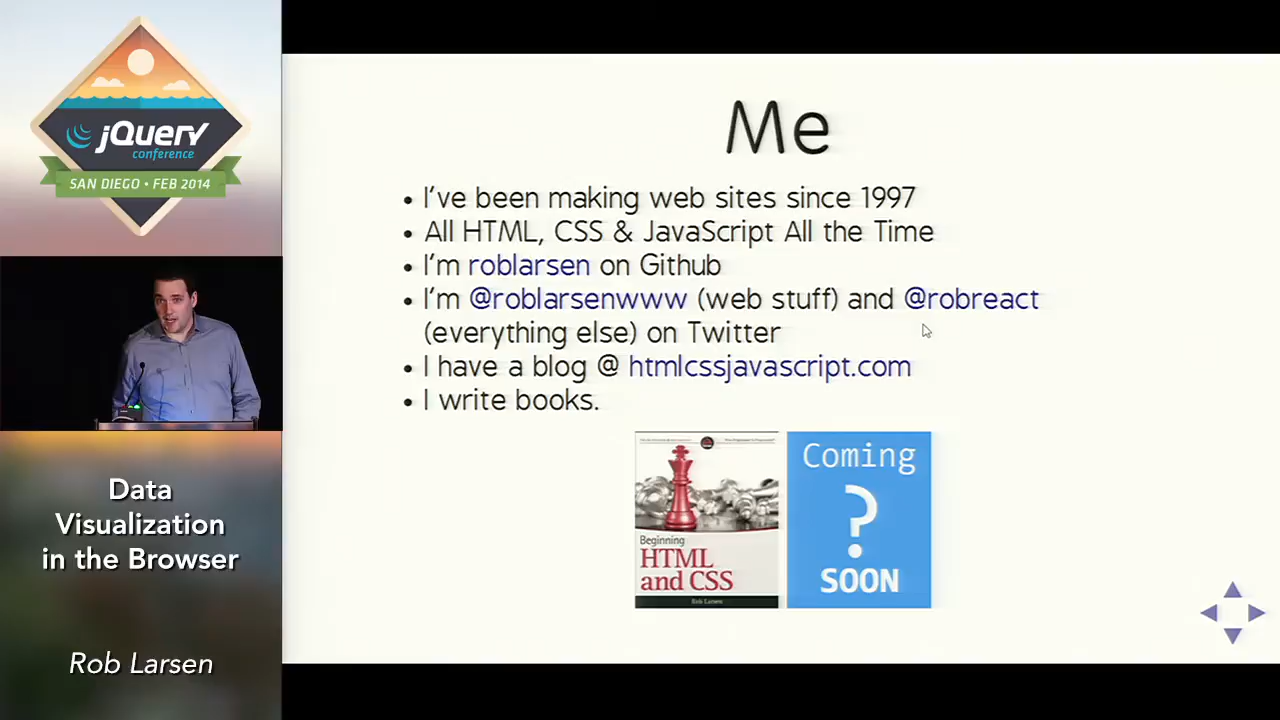 jQuery
conference
SAN DIEGO • FEB 2014
Data
Visualization
in the Browser
Rob Larsen
Me
• I've been making web sites since 1997
• All HTML, CSS & JavaScript All the Time
• I'm roblarsen on Github
• I'm @roblarsenwww (web stuff) and @robreact
(everything else) on Twitter
• I have a blog @ htmlcssjavascript.com
• I write books.
Beginning
HTML
and CSS
Rob Larsen
Coming
?
SOON